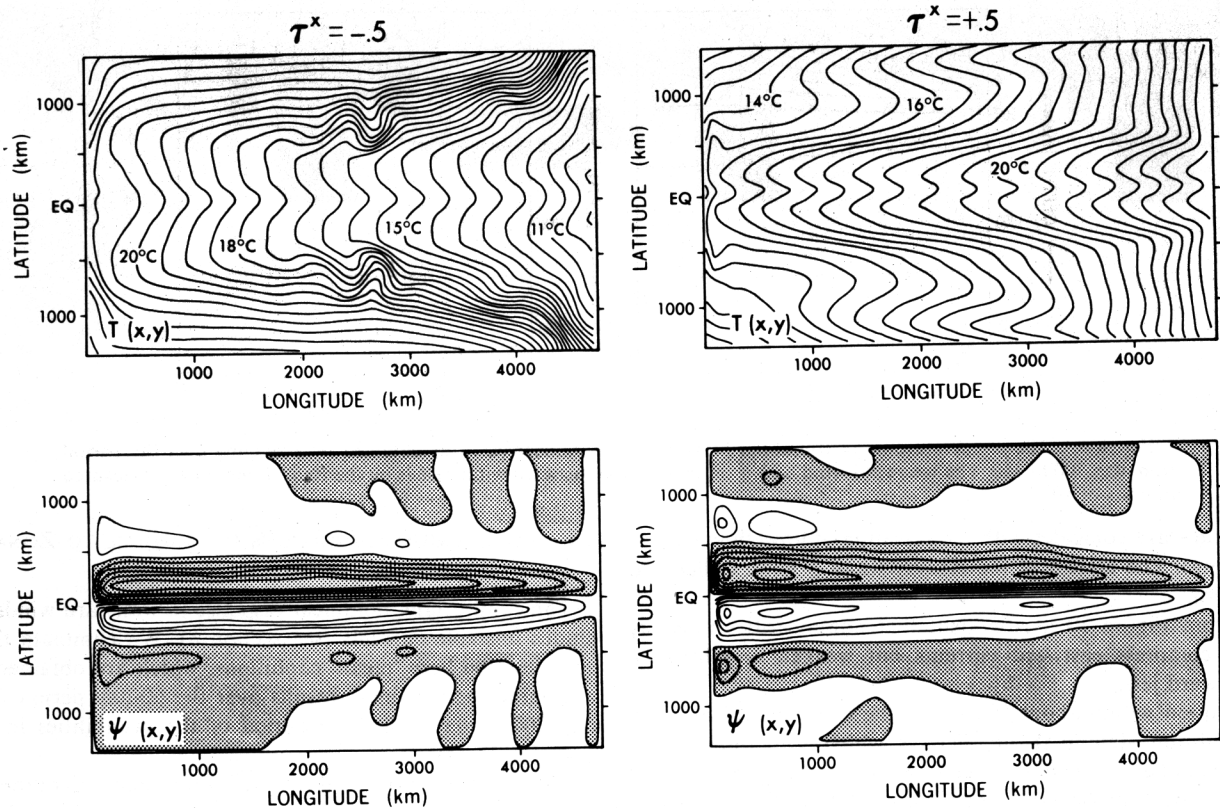 τˣ = –.5
τˣ = +.5
LATITUDE (km)
1000
EQ
1000
20°C
18°C
15°C
11°C
T (x,y)
1000
2000
3000
4000
LONGITUDE (km)
LATITUDE (km)
1000
EQ
1000
14°C
16°C
20°C
T (x,y)
1000
2000
3000
4000
LONGITUDE (km)
LATITUDE (km)
1000
EQ
1000
ψ (x,y)
1000
2000
3000
4000
LONGITUDE (km)
LATITUDE (km)
1000
EQ
1000
ψ (x,y)
1000
2000
3000
4000
LONGITUDE (km)